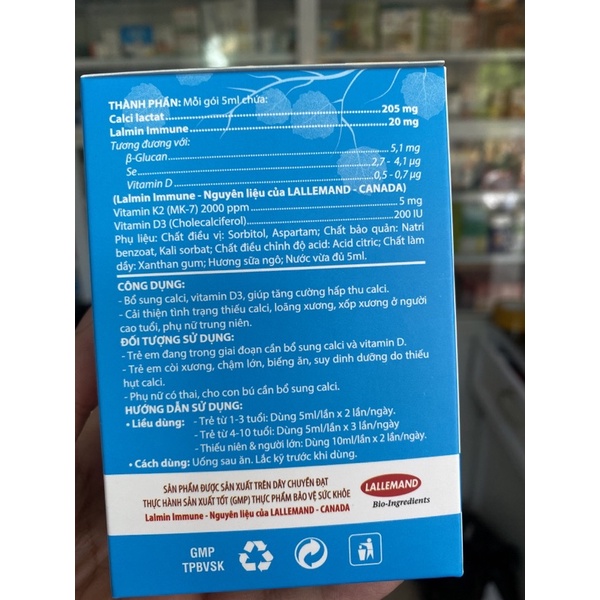 THÀNH PHẦN: Mỗi gói 5ml chứa:
Calci lactat 205 mg
Lalmin Immune 20 mg
Tương đương với:
β-Glucan 5,1 mg
Se 2,7 - 4,1 µg
Vitamin D 0,5 - 0,7 µg
(Lalmin Immune - Nguyên liệu của LALLEMAND - CANADA)
Vitamin K2 (MK-7) 2000 ppm 5 mg
Vitamin D3 (Cholecalciferol) 200 IU
Phụ liệu: Chất điều vị: Sorbitol, Aspartam; Chất bảo quản: Natri
benzoat, Kali sorbat; Chất điều chỉnh độ acid: Acid citric; Chất làm
dầy: Xanthan gum; Hương sữa ngô; Nước vừa đủ 5ml.
CÔNG DỤNG:
- Bổ sung calci, vitamin D3, giúp tăng cường hấp thu calci.
- Cải thiện tình trạng thiếu calci, loãng xương, xốp xương ở người
cao tuổi, phụ nữ trung niên.
ĐỐI TƯỢNG SỬ DỤNG:
- Trẻ em đang trong giai đoạn cần bổ sung calci và vitamin D.
- Trẻ em còi xương, chậm lớn, biếng ăn, suy dinh dưỡng do thiếu
hụt calci.
- Phụ nữ có thai, cho con bú cần bổ sung calci.
HƯỚNG DẪN SỬ DỤNG:
• Liều dùng: - Trẻ từ 1-3 tuổi: Dùng 5ml/lần x 2 lần/ngày.
- Trẻ từ 4-10 tuổi: Dùng 5ml/lần x 3 lần/ngày
- Thiếu niên & người lớn: Dùng 10ml/lần x 2 lần/ngày.
• Cách dùng: Uống sau ăn. Lắc kỹ trước khi dùng.
SẢN PHẨM ĐƯỢC SẢN XUẤT TRÊN DÂY CHUYỀN ĐẠT
THỰC HÀNH SẢN XUẤT TỐT (GMP) THỰC PHẨM BẢO VỆ SỨC KHỎE
Lalmin Immune - Nguyên liệu của LALLEMAND - CANADA
LALLEMAND
Bio-Ingredients
GMP
TPBVSK